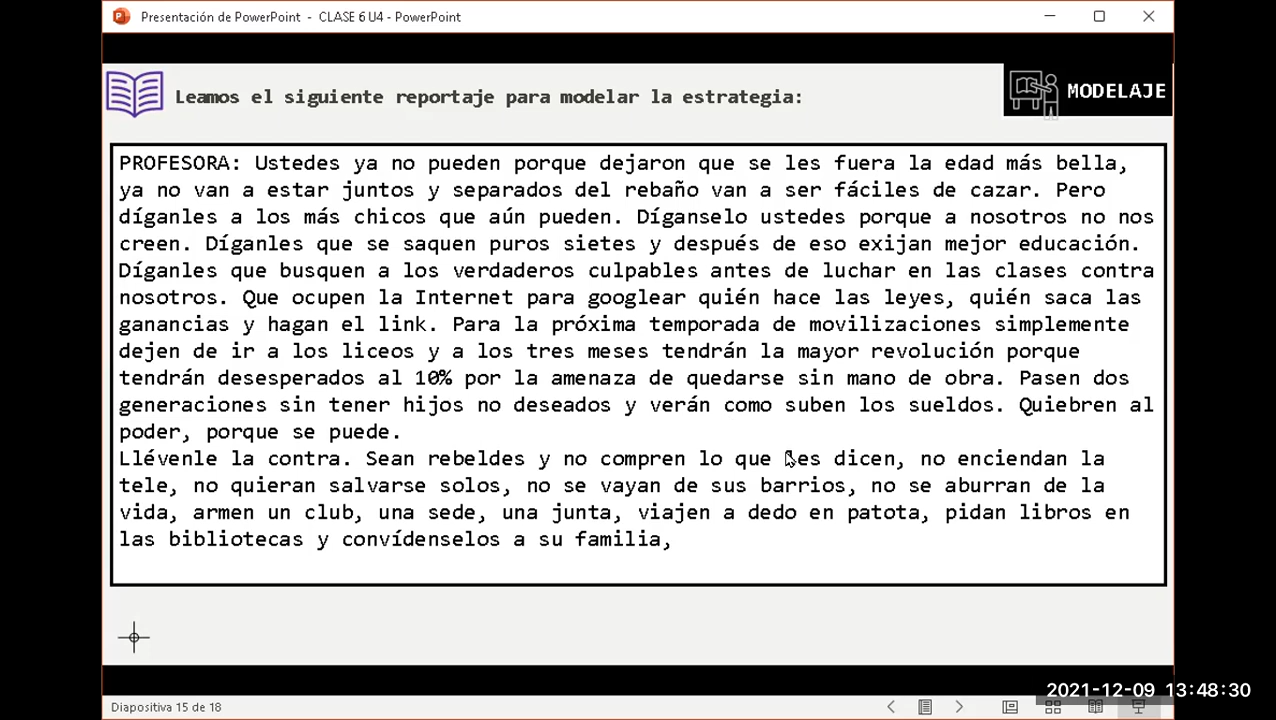 Presentación de PowerPoint - CLASE 6 U4 - PowerPoint
Leamos el siguiente reportaje para modelar la estrategia:
MODELAJE
PROFESORA: Ustedes ya no pueden porque dejaron que se les fuera la edad más bella,
ya no van a estar juntos y separados del rebaño van a ser fáciles de cazar. Pero
díganles a los más chicos que aún pueden. Díganselo ustedes porque a nosotros no nos
creen. Díganles que se saquen puros sietes y después de eso exijan mejor educación.
Díganles que busquen a los verdaderos culpables antes de luchar en las clases contra
nosotros. Que ocupen la Internet para googlear quién hace las leyes, quién saca las
ganancias y hagan el link. Para la próxima temporada de movilizaciones simplemente
dejen de ir a los liceos y a los tres meses tendrán la mayor revolución porque
tendrán desesperados al 10% por la amenaza de quedarse sin mano de obra. Pasen dos
generaciones sin tener hijos no deseados y verán como suben los sueldos. Quiebren al
poder, porque se puede.
Llévenle la contra. Sean rebeldes y no compren lo que les dicen, no enciendan la
tele, no quieran salvarse solos, no se vayan de sus barrios, no se aburran de la
vida, armen un club, una sede, una junta, viajen a dedo en patota, pidan libros en
las bibliotecas y convídenselos a su familia,
2021-12-09 13:48:30
Diapositiva 15 de 18